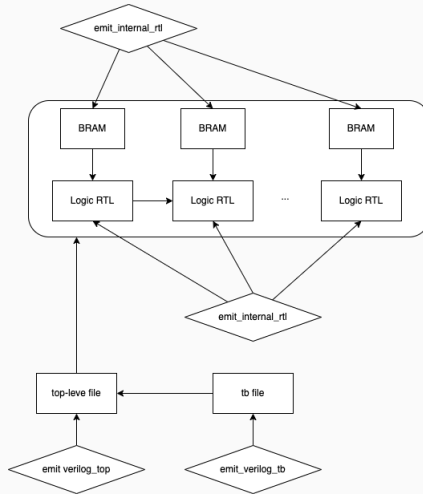 emit_internal_rtl
BRAM
BRAM
BRAM
Logic RTL
Logic RTL
...
Logic RTL
emit_internal_rtl
top-leve file
tb file
emit verilog_top
emit_verilog_tb